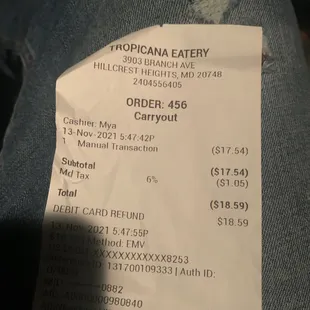 TROPICANA EATERY
3903 BRANCH AVE
HILLCREST HEIGHTS, MD 20748
2404556405
ORDER: 456
Carryout
Cashier: Mya
13-Nov-2021 5:47:42P
1 Manual Transaction ($17.54)
Subtotal ($17.54)
Md Tax 6% ($1.05)
Total ($18.59)
DEBIT CARD REFUND $18.59
2021 5:47:55P
Method: EMV
XXXXXXXXXXXX8253
131700109333 | Auth ID:
0882
00980840